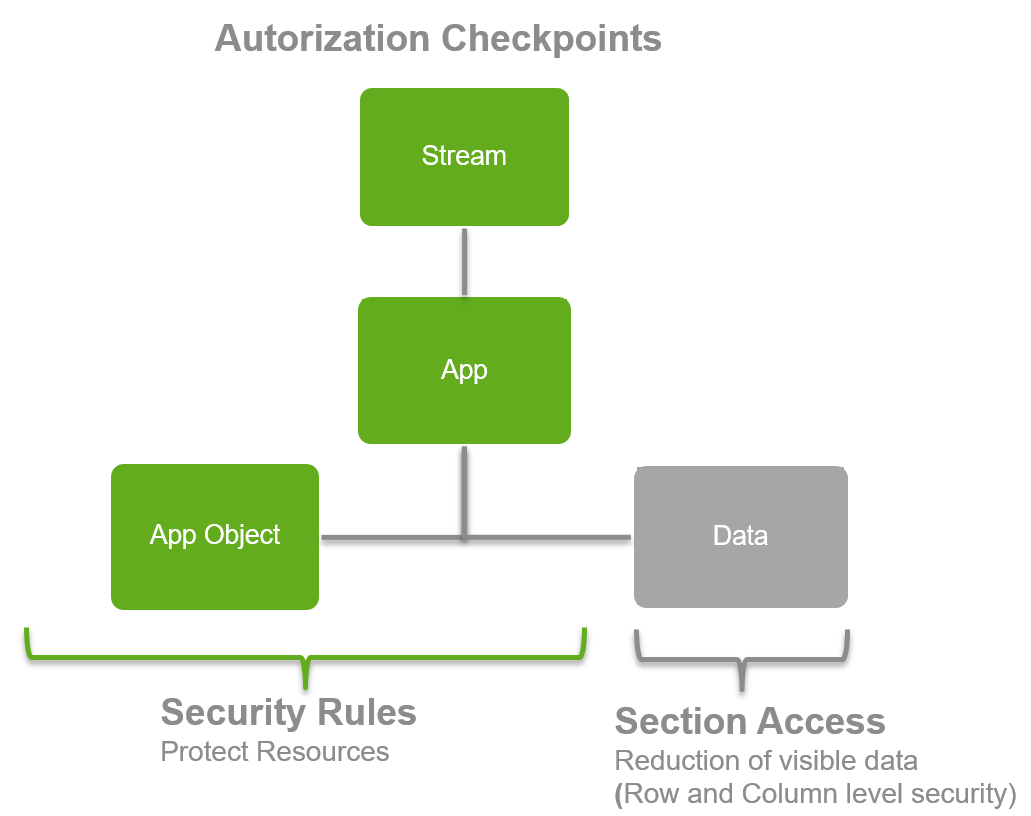 Autorization Checkpoints
Stream
App
App Object
Data
Security Rules
Protect Resources
Section Access
Reduction of visible data
(Row and Column level security)